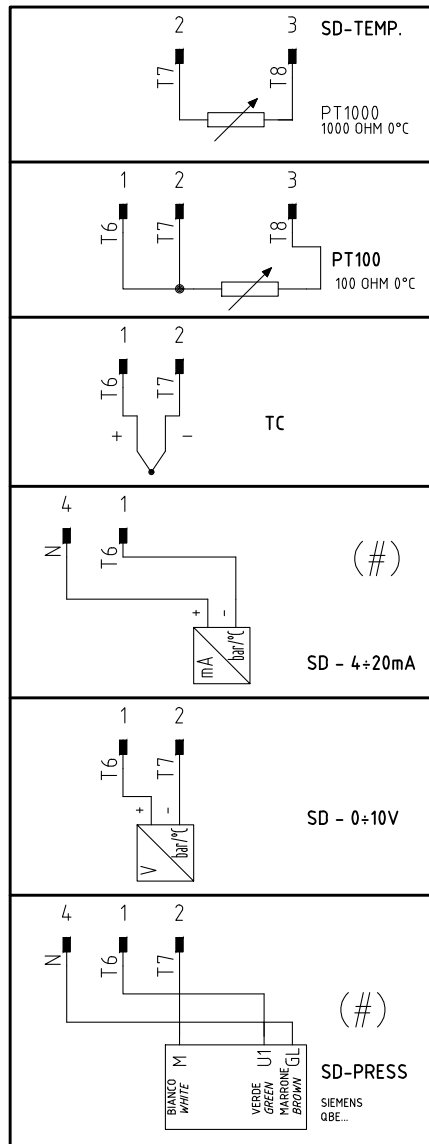 2 3 SD-TEMP.
T7 T8
PT1000
1000 OHM 0°C
1 2 3
T6 T7 T8
PT100
100 OHM 0°C
1 2
T6 T7
+ -
TC
4 1
N T6
(#)
+ -
mA bar/°C
SD - 4÷20mA
1 2
T6 T7
+ -
V bar/°C
SD - 0÷10V
4 1 2
N T6 T7
(#)
M U1 GL
BIANCO VERDE MARRONE
WHITE GREEN BROWN
SD-PRESS
SIEMENS
QBE...